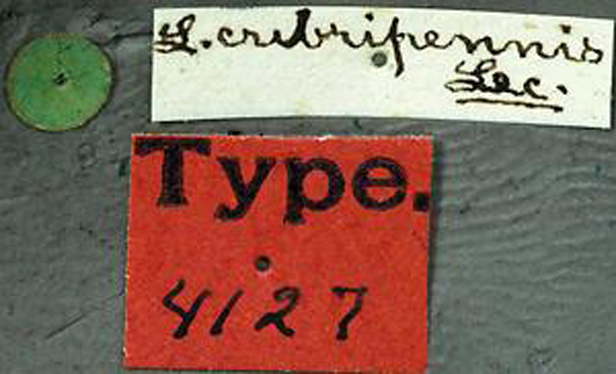 L. cribripennis
Lec.
Type.
4127